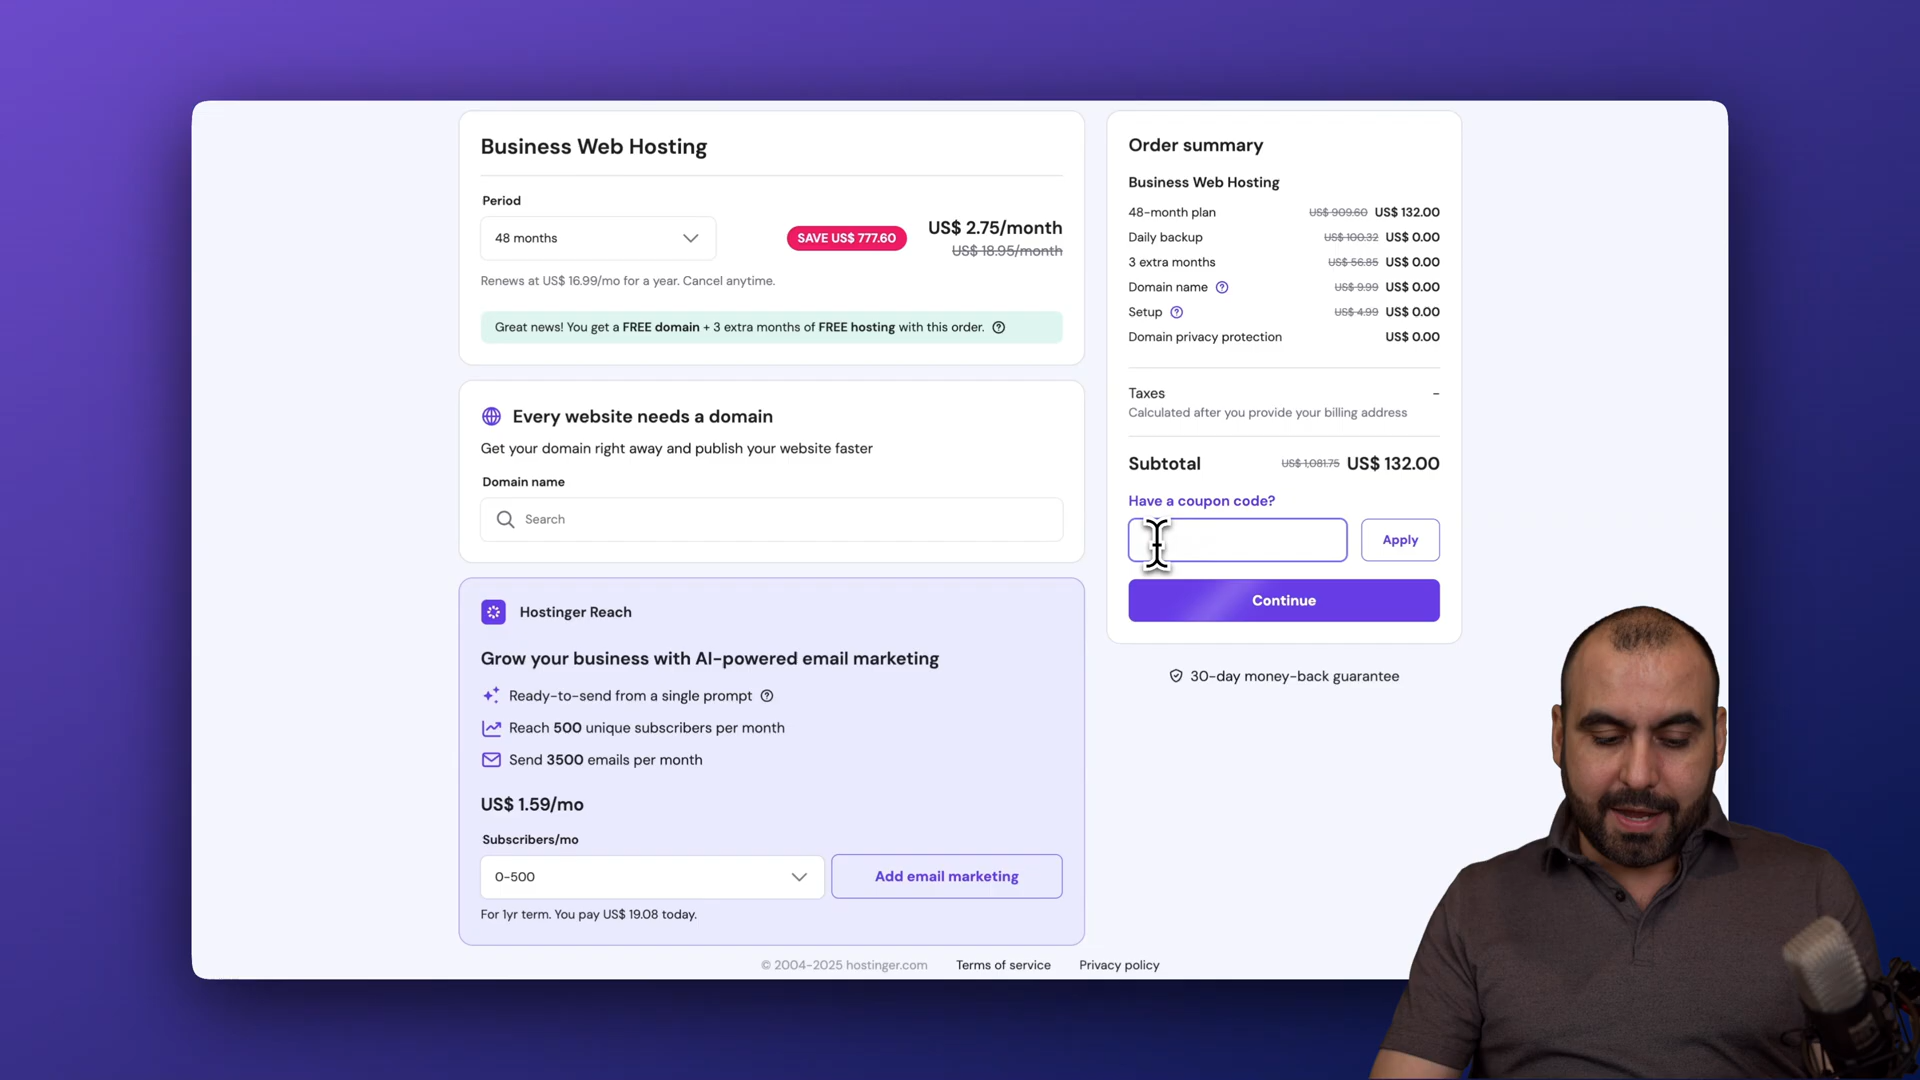 Business Web Hosting
Period
48 months
SAVE US$ 777.60
US$ 2.75/month
US$ 18.95/month
Renews at US$ 16.99/mo for a year. Cancel anytime.
Great news! You get a FREE domain + 3 extra months of FREE hosting with this order.
Every website needs a domain
Get your domain right away and publish your website faster
Domain name
Search
Hostinger Reach
Grow your business with AI-powered email marketing
Ready-to-send from a single prompt
Reach 500 unique subscribers per month
Send 3500 emails per month
US$ 1.59/mo
Subscribers/mo
0-500
Add email marketing
For 1yr term. You pay US$ 19.08 today.
Order summary
Business Web Hosting
48-month plan US$ 909.60 US$ 132.00
Daily backup US$ 100.32 US$ 0.00
3 extra months US$ 56.85 US$ 0.00
Domain name US$ 9.99 US$ 0.00
Setup US$ 4.99 US$ 0.00
Domain privacy protection US$ 0.00
Taxes -
Calculated after you provide your billing address
Subtotal US$ 1,081.75 US$ 132.00
Have a coupon code?
Apply
Continue
30-day money-back guarantee
© 2004-2025 hostinger.com Terms of service Privacy policy